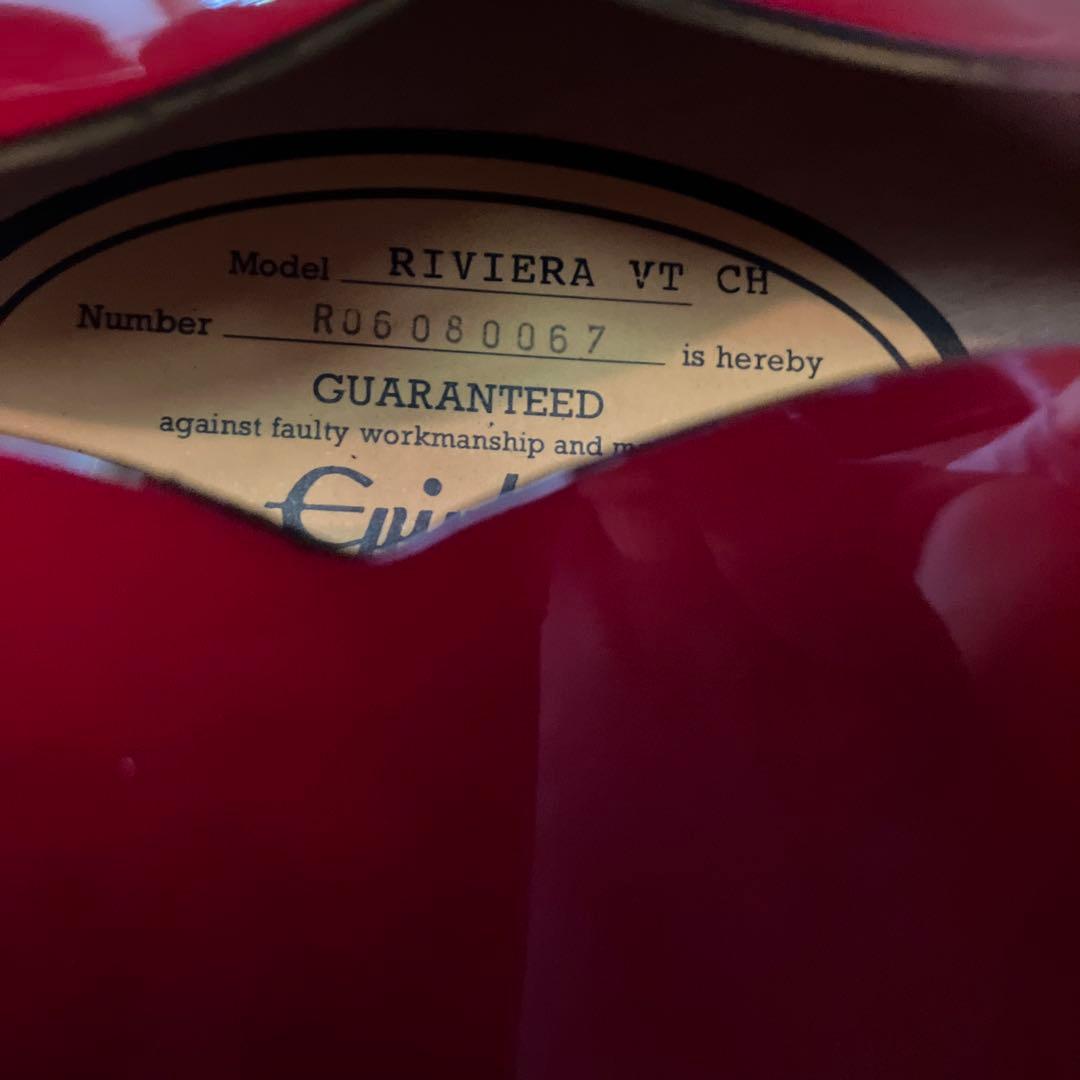 Model RIVIERA VT CH
Number R06080067 is hereby
GUARANTEED
against faulty workmanship and